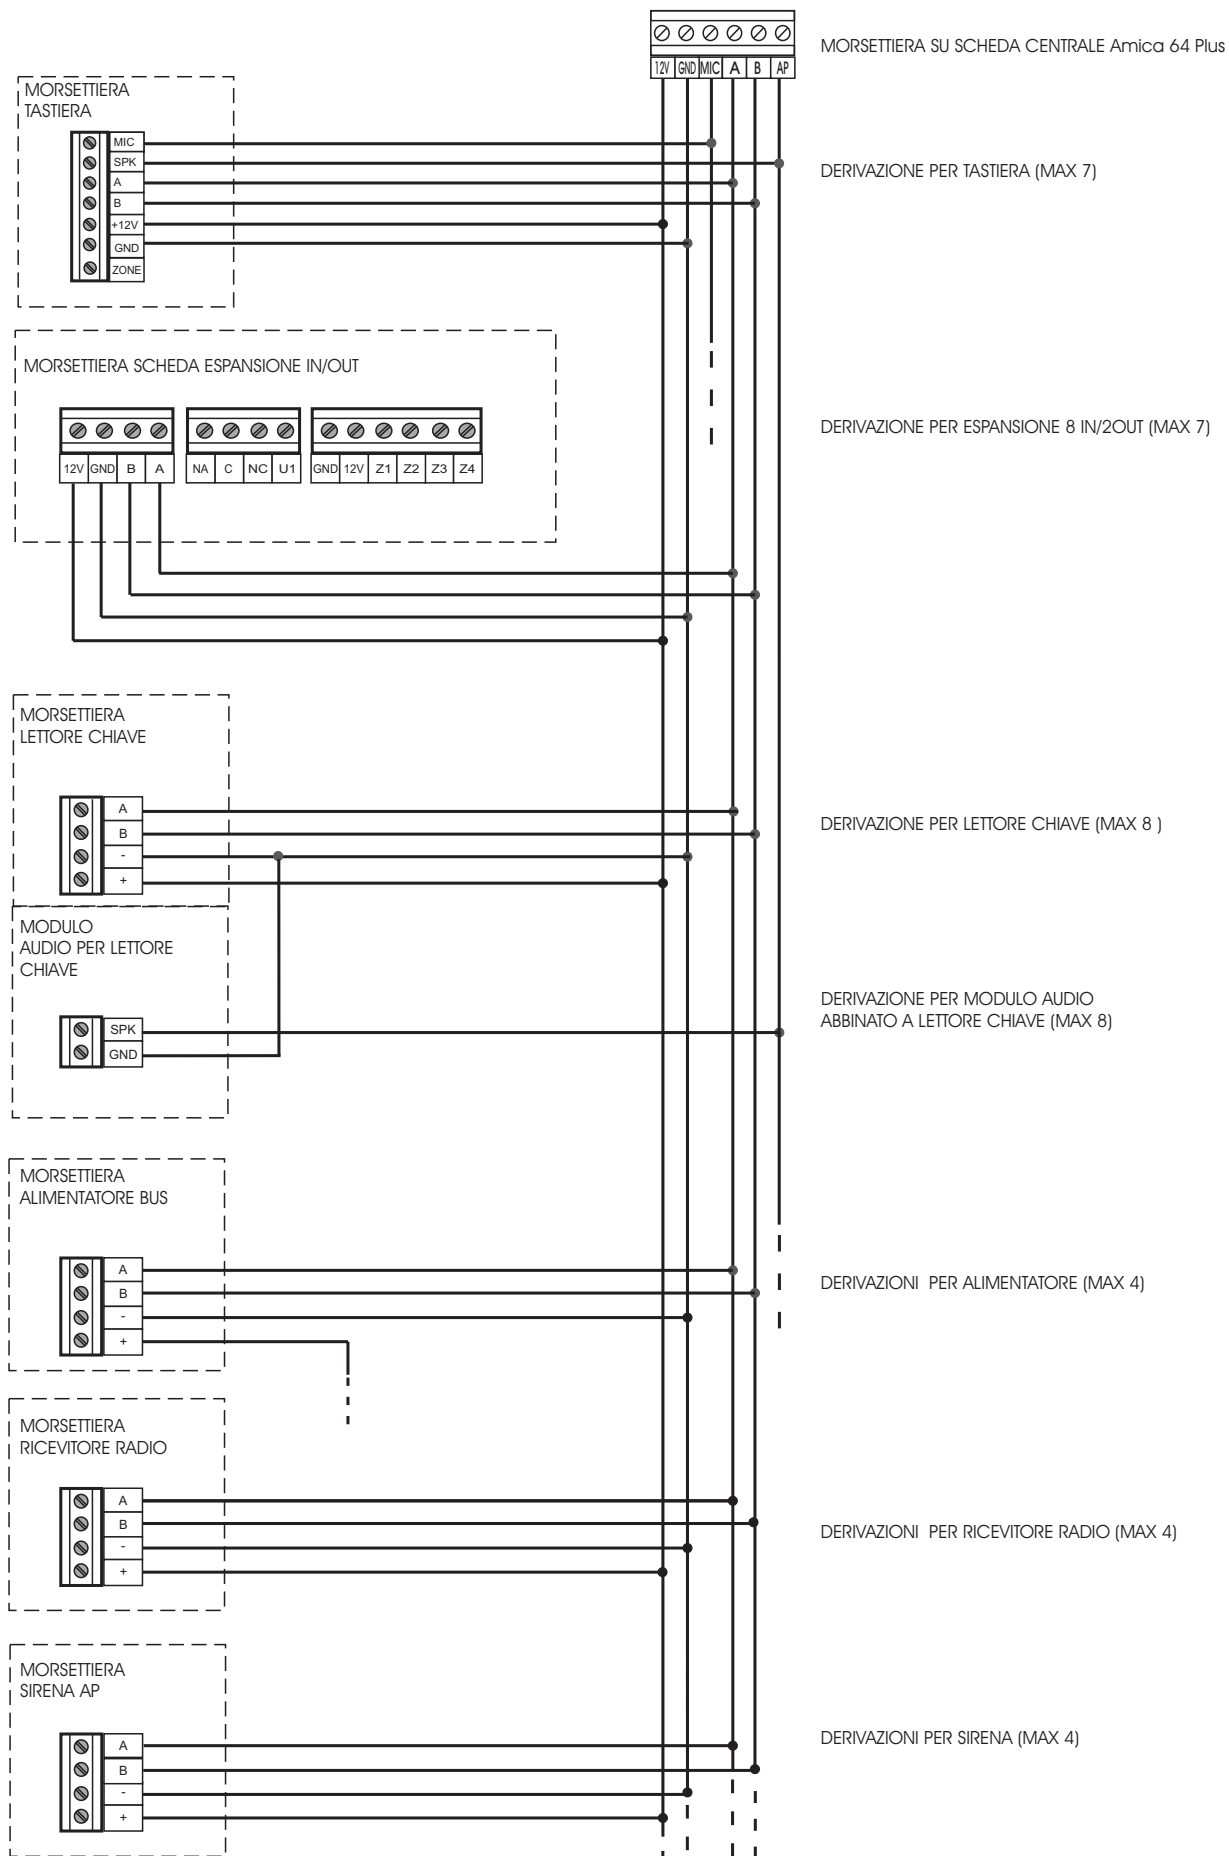 MORSETTIERA SU SCHEDA CENTRALE Amica 64 Plus
12V GND MIC A B AP
MORSETTIERA
TASTIERA
MIC
SPK
A
B
+12V
GND
ZONE
DERIVAZIONE PER TASTIERA (MAX 7)
MORSETTIERA SCHEDA ESPANSIONE IN/OUT
12V GND B A NA C NC U1 GND 12V Z1 Z2 Z3 Z4
DERIVAZIONE PER ESPANSIONE 8 IN/2OUT (MAX 7)
MORSETTIERA
LETTORE CHIAVE
A
B
-
+
DERIVAZIONE PER LETTORE CHIAVE (MAX 8 )
MODULO
AUDIO PER LETTORE
CHIAVE
SPK
GND
DERIVAZIONE PER MODULO AUDIO
ABBINATO A LETTORE CHIAVE (MAX 8)
MORSETTIERA
ALIMENTATORE BUS
A
B
-
+
DERIVAZIONI PER ALIMENTATORE (MAX 4)
MORSETTIERA
RICEVITORE RADIO
A
B
-
+
DERIVAZIONI PER RICEVITORE RADIO (MAX 4)
MORSETTIERA
SIRENA AP
A
B
-
+
DERIVAZIONI PER SIRENA (MAX 4)